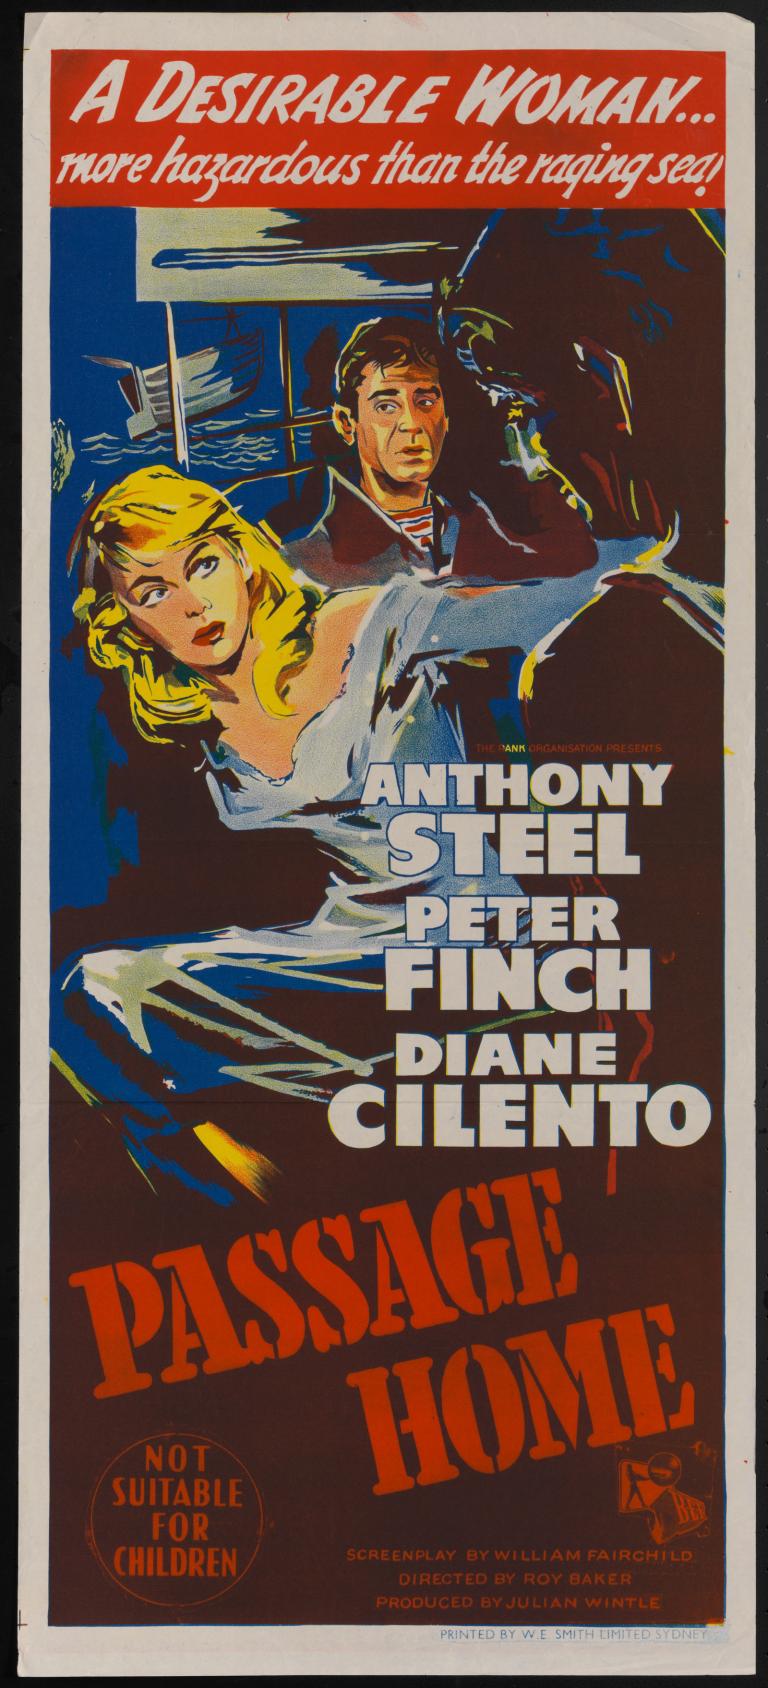 A DESIRABLE WOMAN...
more hazardous than the raging sea!
THE RANK ORGANISATION PRESENTS
ANTHONY
STEEL
PETER
FINCH
DIANE
CILENTO
PASSAGE
HOME
NOT
SUITABLE
FOR
CHILDREN
BEF
SCREENPLAY BY WILLIAM FAIRCHILD
DIRECTED BY ROY BAKER
PRODUCED BY JULIAN WINTLE
PRINTED BY W.E. SMITH LIMITED SYDNEY